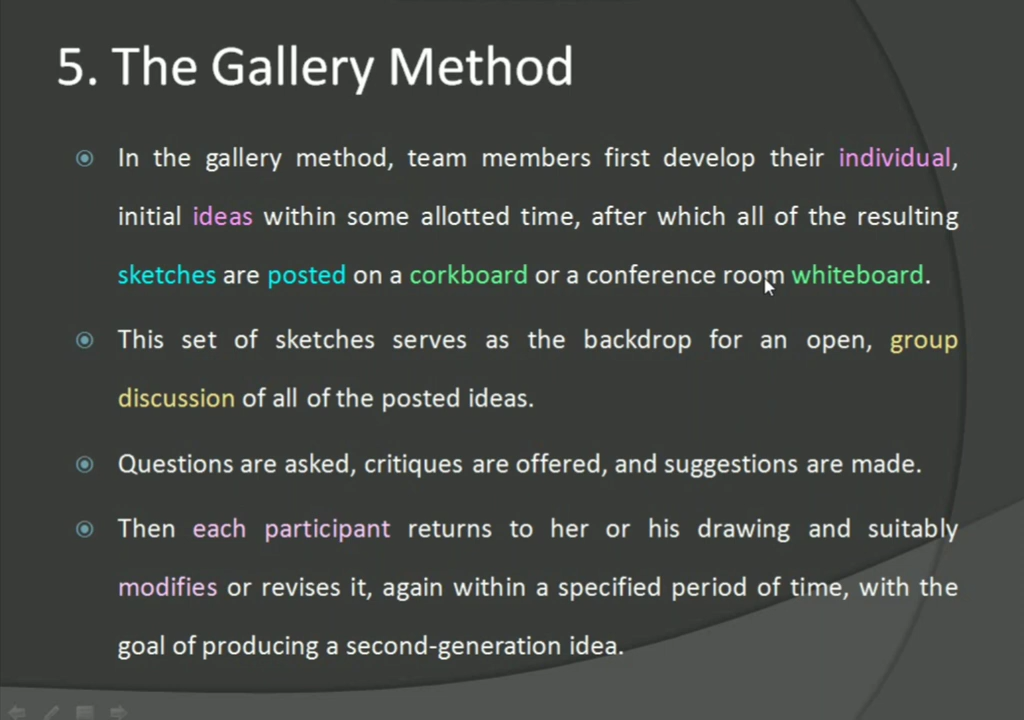 5. The Gallery Method
In the gallery method, team members first develop their individual,
initial ideas within some allotted time, after which all of the resulting
sketches are posted on a corkboard or a conference room whiteboard.
This set of sketches serves as the backdrop for an open, group
discussion of all of the posted ideas.
Questions are asked, critiques are offered, and suggestions are made.
Then each participant returns to her or his drawing and suitably
modifies or revises it, again within a specified period of time, with the
goal of producing a second-generation idea.